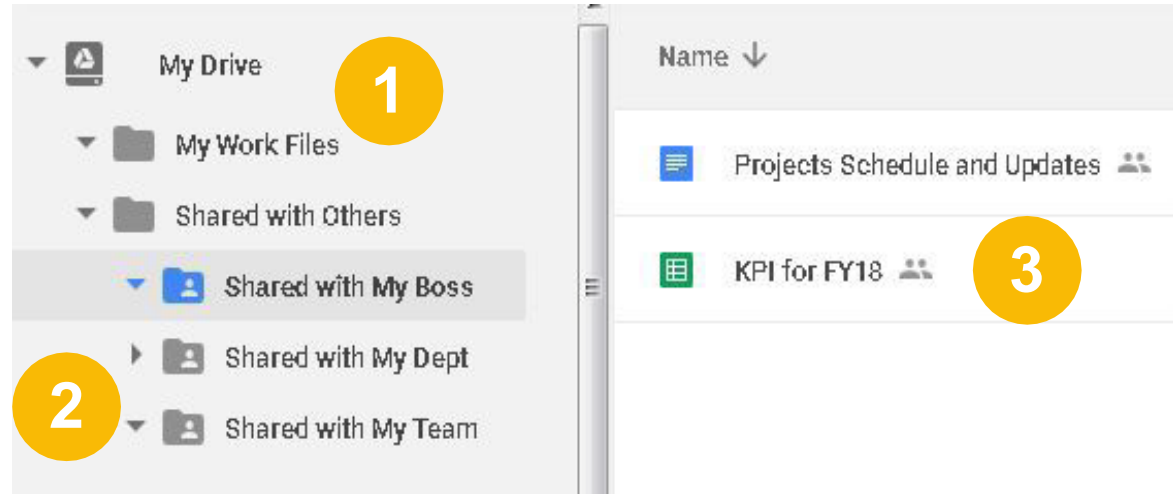 My Drive
1
My Work Files
Shared with Others
Shared with My Boss
Shared with My Dept
2
Shared with My Team
Name
Projects Schedule and Updates
KPI for FY18
3